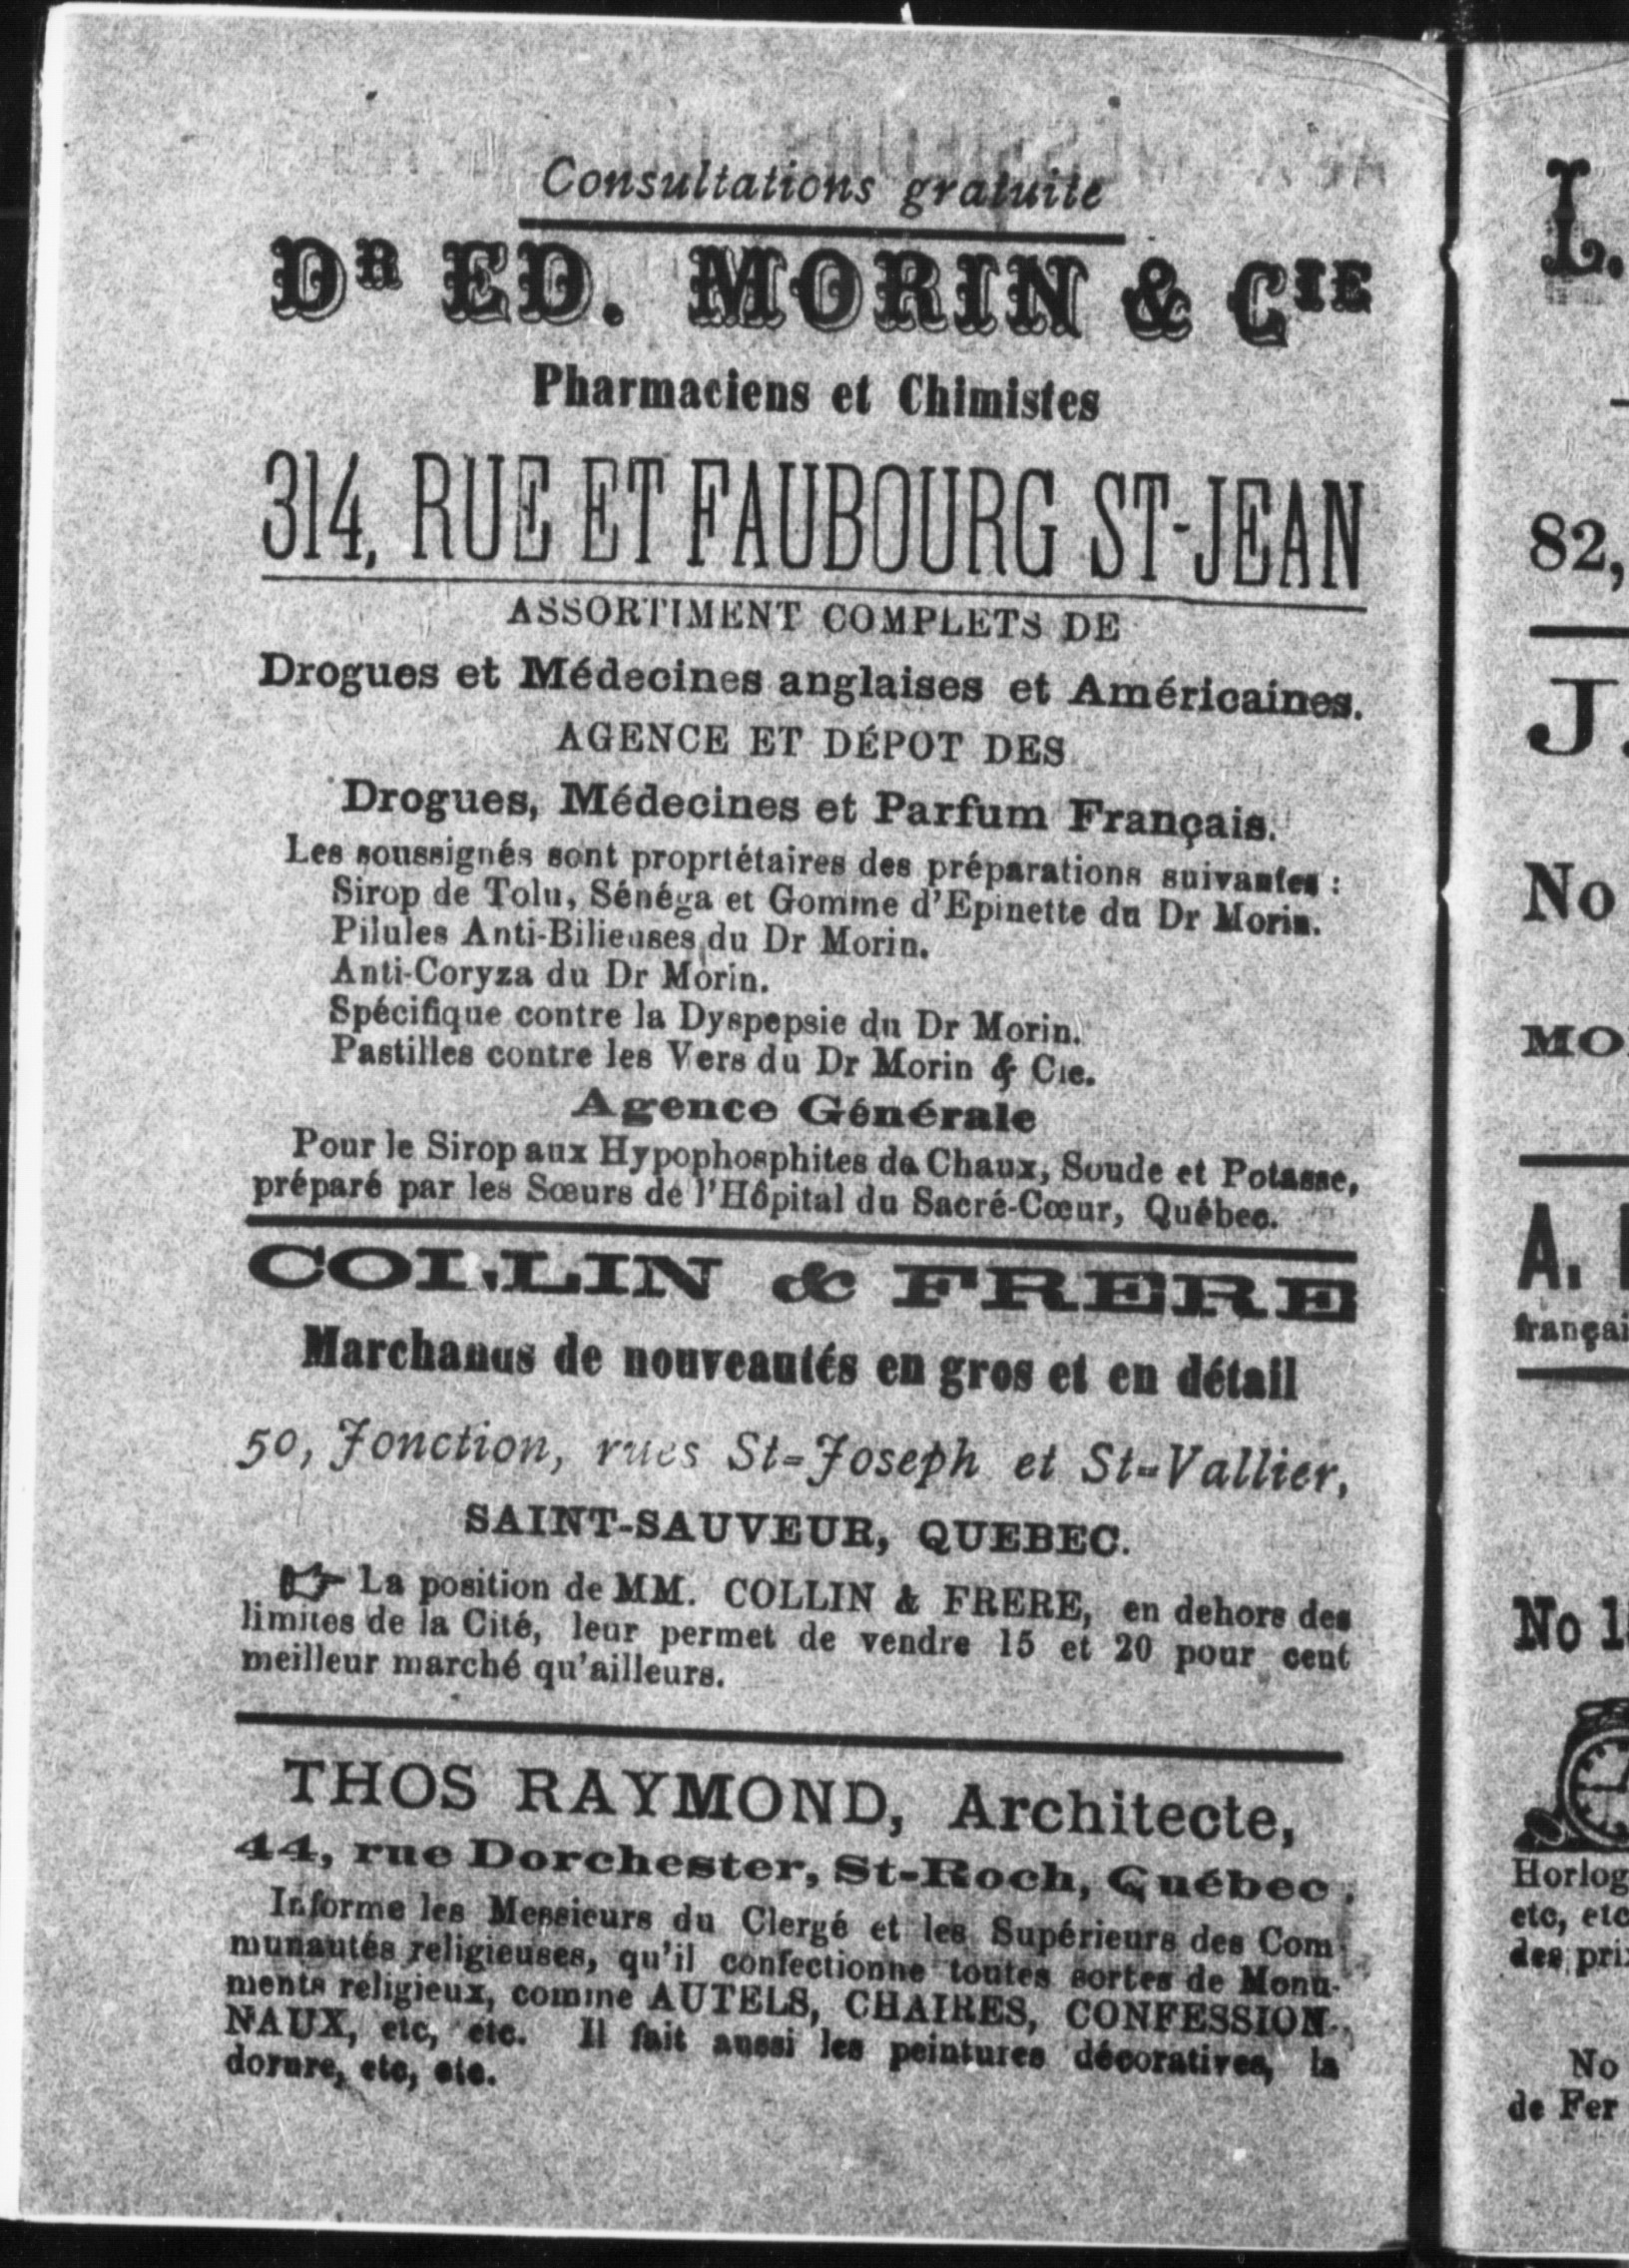 Consultations gratuite
DR ED. MORIN & CIE
Pharmaciens et Chimistes
314, RUE ET FAUBOURG ST-JEAN
ASSORTIMENT COMPLETS DE
Drogues et Médecines anglaises et Américaines.
AGENCE ET DÉPOT DES
Drogues, Médecines et Parfum Français.
Les soussignés sont proprtétaires des préparations suivantes :
Sirop de Tolu, Sénéga et Gomme d'Epinette du Dr Morin.
Pilules Anti-Bilieuses du Dr Morin.
Anti-Coryza du Dr Morin.
Spécifique contre la Dyspepsie du Dr Morin.
Pastilles contre les Vers du Dr Morin & Cie.
Agence Générale
Pour le Sirop aux Hypophosphites de Chaux, Soude et Potasse,
préparé par les Sœurs de l'Hôpital du Sacré-Cœur, Québec.
COLLIN & FRERE
Marchands de nouveautés en gros et en détail
50, Jonction, rues St-Joseph et St-Vallier,
SAINT-SAUVEUR, QUEBEC.
La position de MM. COLLIN & FRERE, en dehors des
limites de la Cité, leur permet de vendre 15 et 20 pour cent
meilleur marché qu'ailleurs.
THOS RAYMOND, Architecte,
44, rue Dorchester, St-Roch, Québec.
Informe les Messieurs du Clergé et les Supérieurs des Com
munautés religieuses, qu'il confectionne toutes sortes de Monu-
ments religieux, comme AUTELS, CHAIRES, CONFESSION-
NAUX, etc, etc. Il fait aussi les peintures décoratives, la
dorure, etc, etc.
L.
82,
J.
No
MO
A.
françai
No 1
Horlog
etc, etc
des pri
No
de Fer